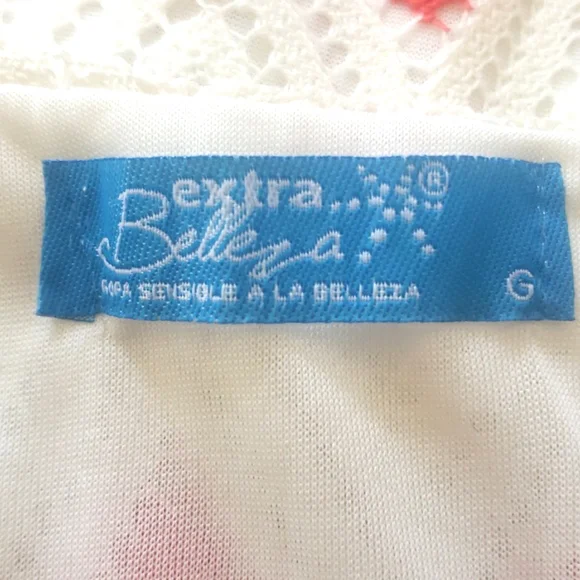 extra...®
Belleza
ROPA SENSIBLE A LA BELLEZA
G